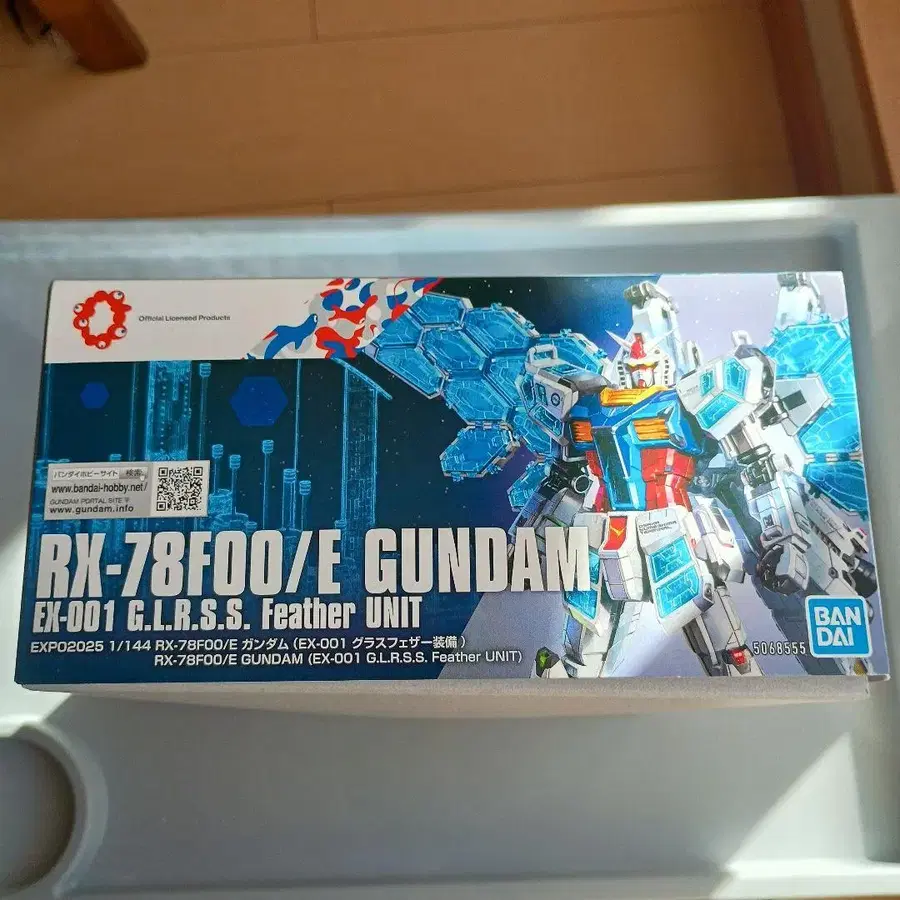 Official Licensed Products
バンダイホビーサイト 検索
www.bandai-hobby.net/
GUNDAM PORTAL SITE
www.gundam.info
RX-78F00/E GUNDAM
EX-001 G.L.R.S.S. Feather UNIT
EXPO2025 1/144 RX-78F00/E ガンダム (EX-001 グラスフェザー装備)
RX-78F00/E GUNDAM (EX-001 G.L.R.S.S. Feather UNIT)
5068555
BAN
DAI